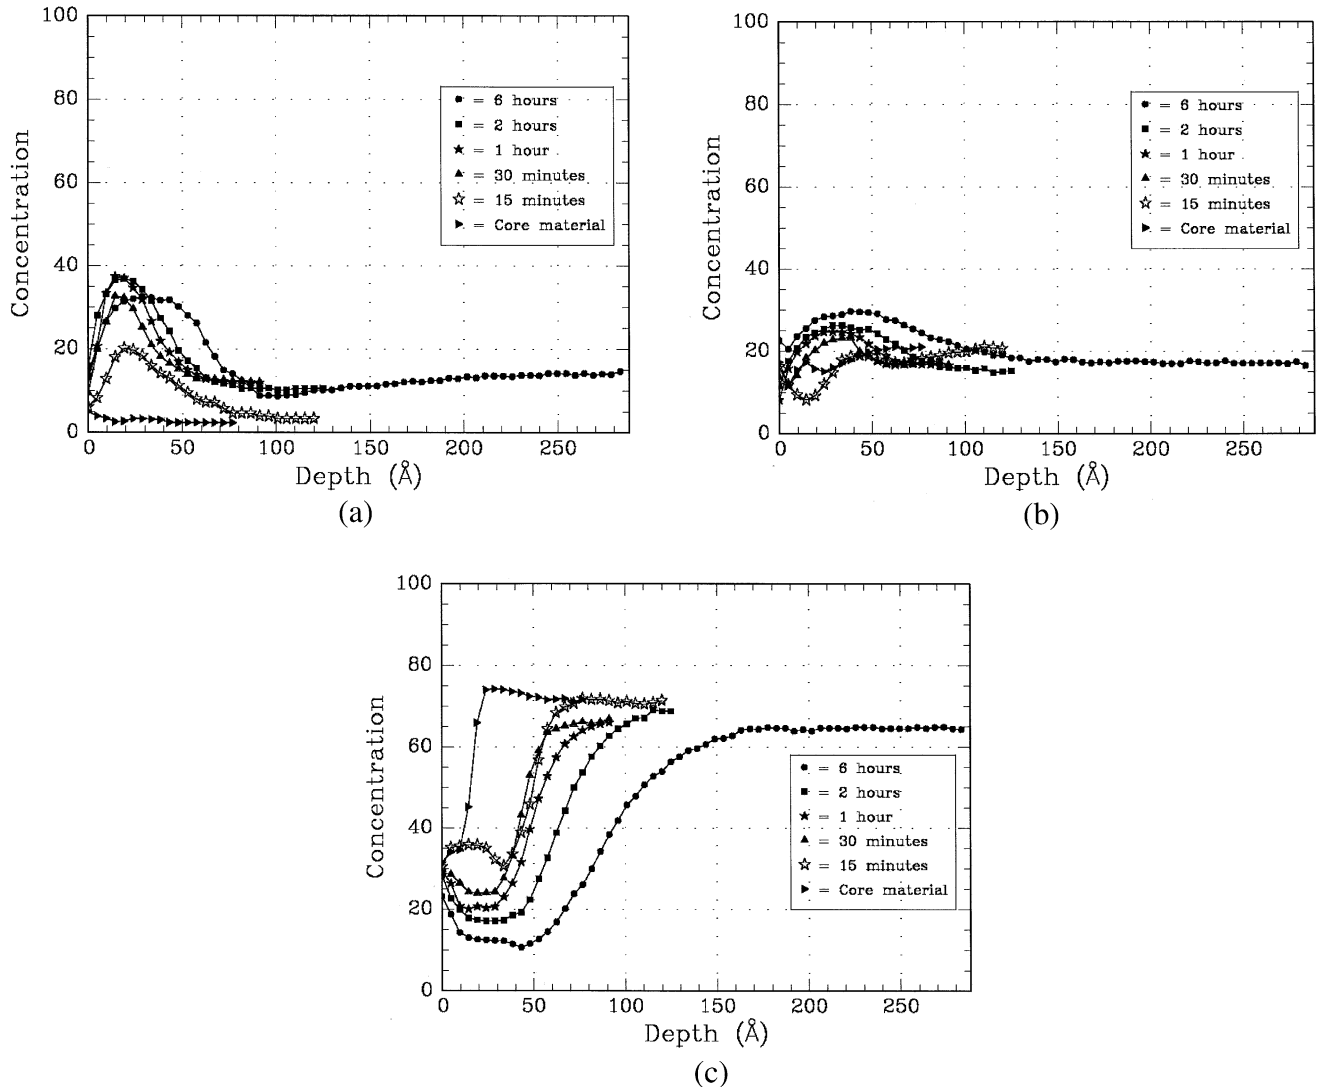 100
80
60
40
20
0
Concentration
● = 6 hours
■ = 2 hours
★ = 1 hour
▲ = 30 minutes
☆ = 15 minutes
► = Core material
0 50 100 150 200 250
Depth (Å)
(a)
100
80
60
40
20
0
Concentration
● = 6 hours
■ = 2 hours
★ = 1 hour
▲ = 30 minutes
☆ = 15 minutes
► = Core material
0 50 100 150 200 250
Depth (Å)
(b)
100
80
60
40
20
0
Concentration
● = 6 hours
■ = 2 hours
★ = 1 hour
▲ = 30 minutes
☆ = 15 minutes
► = Core material
0 50 100 150 200 250
Depth (Å)
(c)